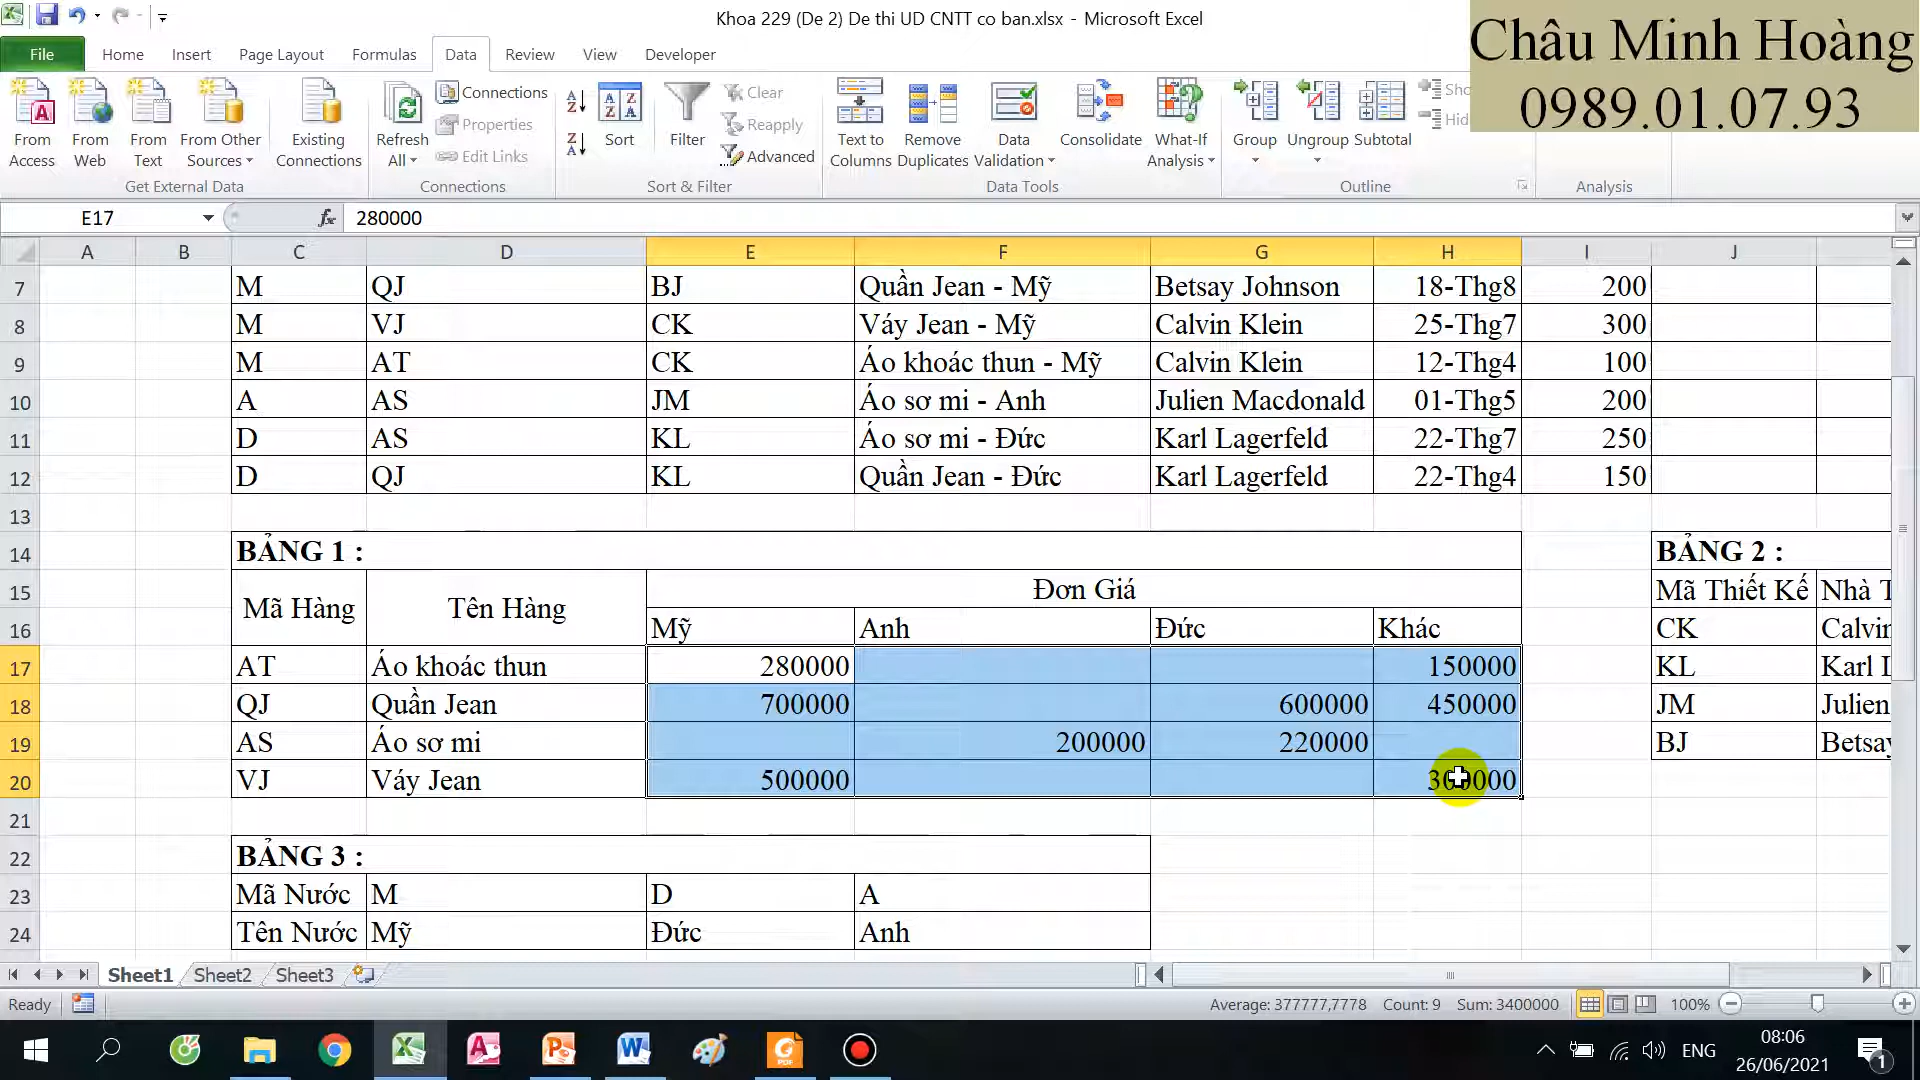 Khoa 229 (De 2) De thi UD CNTT co ban.xlsx - Microsoft Excel
Châu Minh Hoàng
0989.01.07.93
File Home Insert Page Layout Formulas Data Review View Developer
From Access
From Web
From Text
From Other Sources
Existing Connections
Get External Data
Refresh All
Connections
Properties
Edit Links
Connections
Sort
Filter
Clear
Reapply
Advanced
Sort & Filter
Text to Columns
Remove Duplicates
Data Validation
Consolidate
What-If Analysis
Data Tools
Group
Ungroup
Subtotal
Outline
Analysis
E17 fx 280000
A B C D E F G H I J
7 M QJ BJ Quần Jean - Mỹ Betsay Johnson 18-Thg8 200
8 M VJ CK Váy Jean - Mỹ Calvin Klein 25-Thg7 300
9 M AT CK Áo khoác thun - Mỹ Calvin Klein 12-Thg4 100
10 A AS JM Áo sơ mi - Anh Julien Macdonald 01-Thg5 200
11 D AS KL Áo sơ mi - Đức Karl Lagerfeld 22-Thg7 250
12 D QJ KL Quần Jean - Đức Karl Lagerfeld 22-Thg4 150
13
14 BẢNG 1 : BẢNG 2 :
15 Mã Hàng Tên Hàng Đơn Giá Mã Thiết Kế Nhà T
16 Mỹ Anh Đức Khác CK Calvin
17 AT Áo khoác thun 280000 150000 KL Karl L
18 QJ Quần Jean 700000 600000 450000 JM Julien
19 AS Áo sơ mi 200000 220000 BJ Betsay
20 VJ Váy Jean 500000 300000
21
22 BẢNG 3 :
23 Mã Nước M D A
24 Tên Nước Mỹ Đức Anh
Sheet1 Sheet2 Sheet3
Ready Average: 377777,7778 Count: 9 Sum: 3400000 100%
ENG
08:06
26/06/2021
1